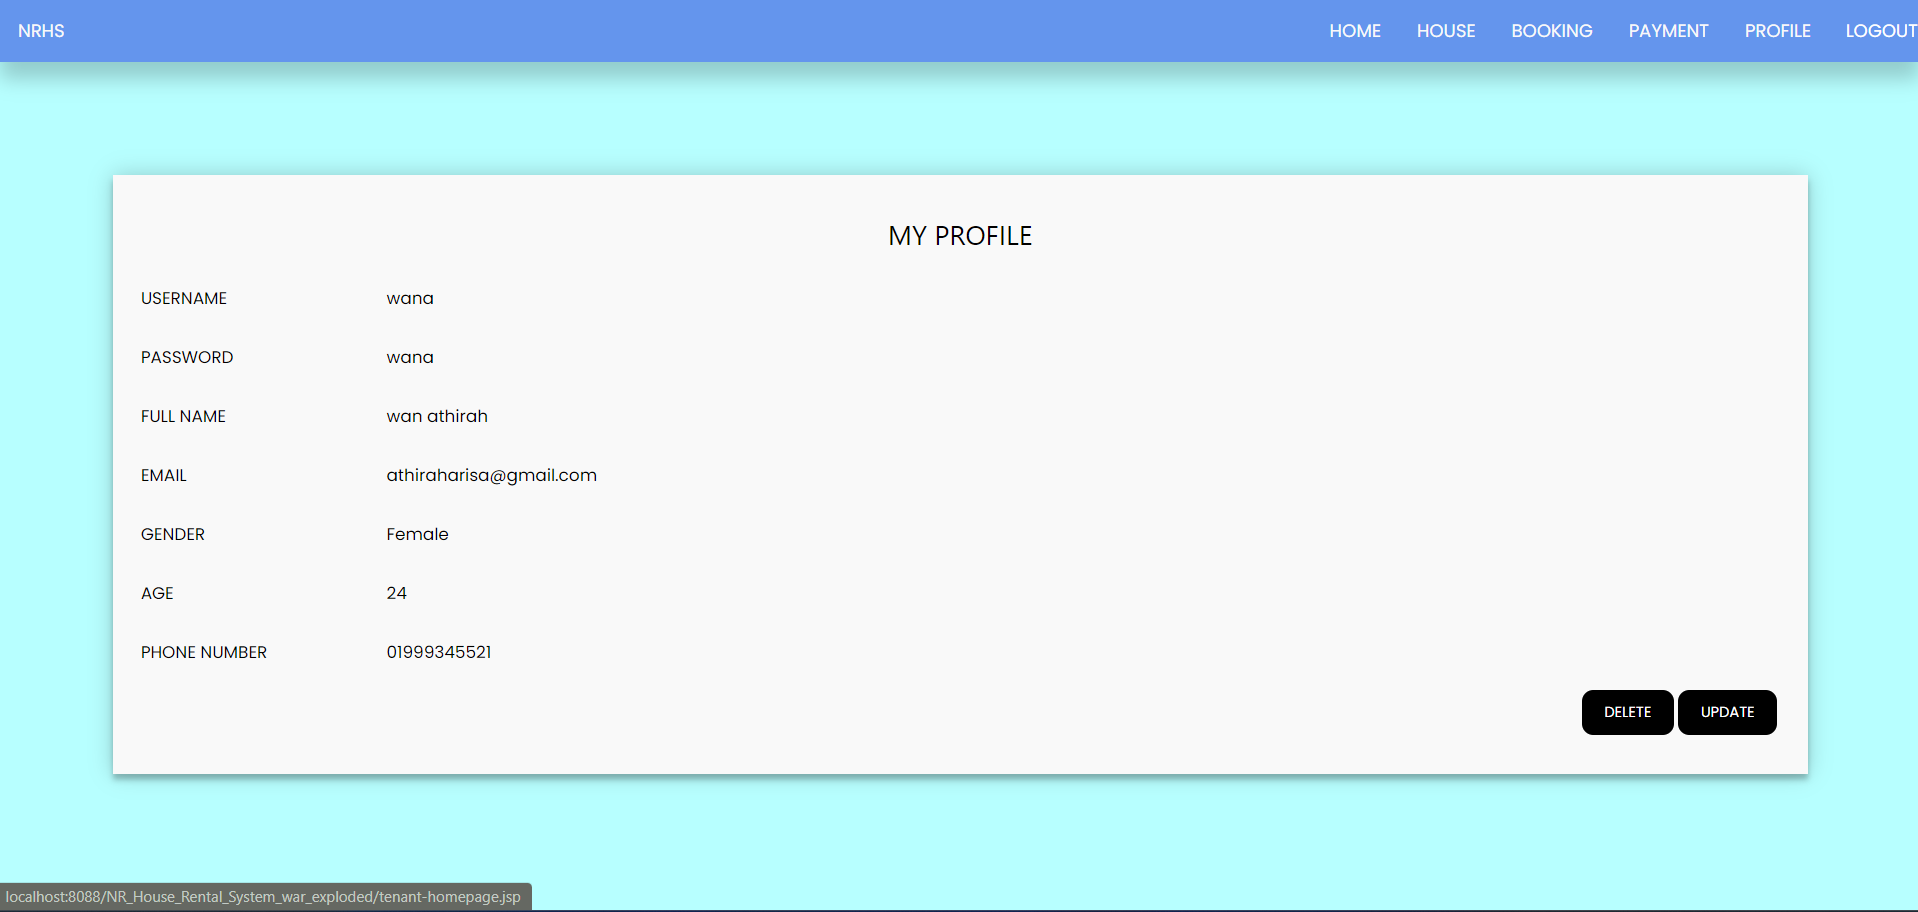 NRHS HOME HOUSE BOOKING PAYMENT PROFILE LOGOUT
MY PROFILE
USERNAME wana
PASSWORD wana
FULL NAME wan athirah
EMAIL athiraharisa@gmail.com
GENDER Female
AGE 24
PHONE NUMBER 01999345521
DELETE UPDATE
localhost:8088/NR_House_Rental_System_war_exploded/tenant-homepage.jsp